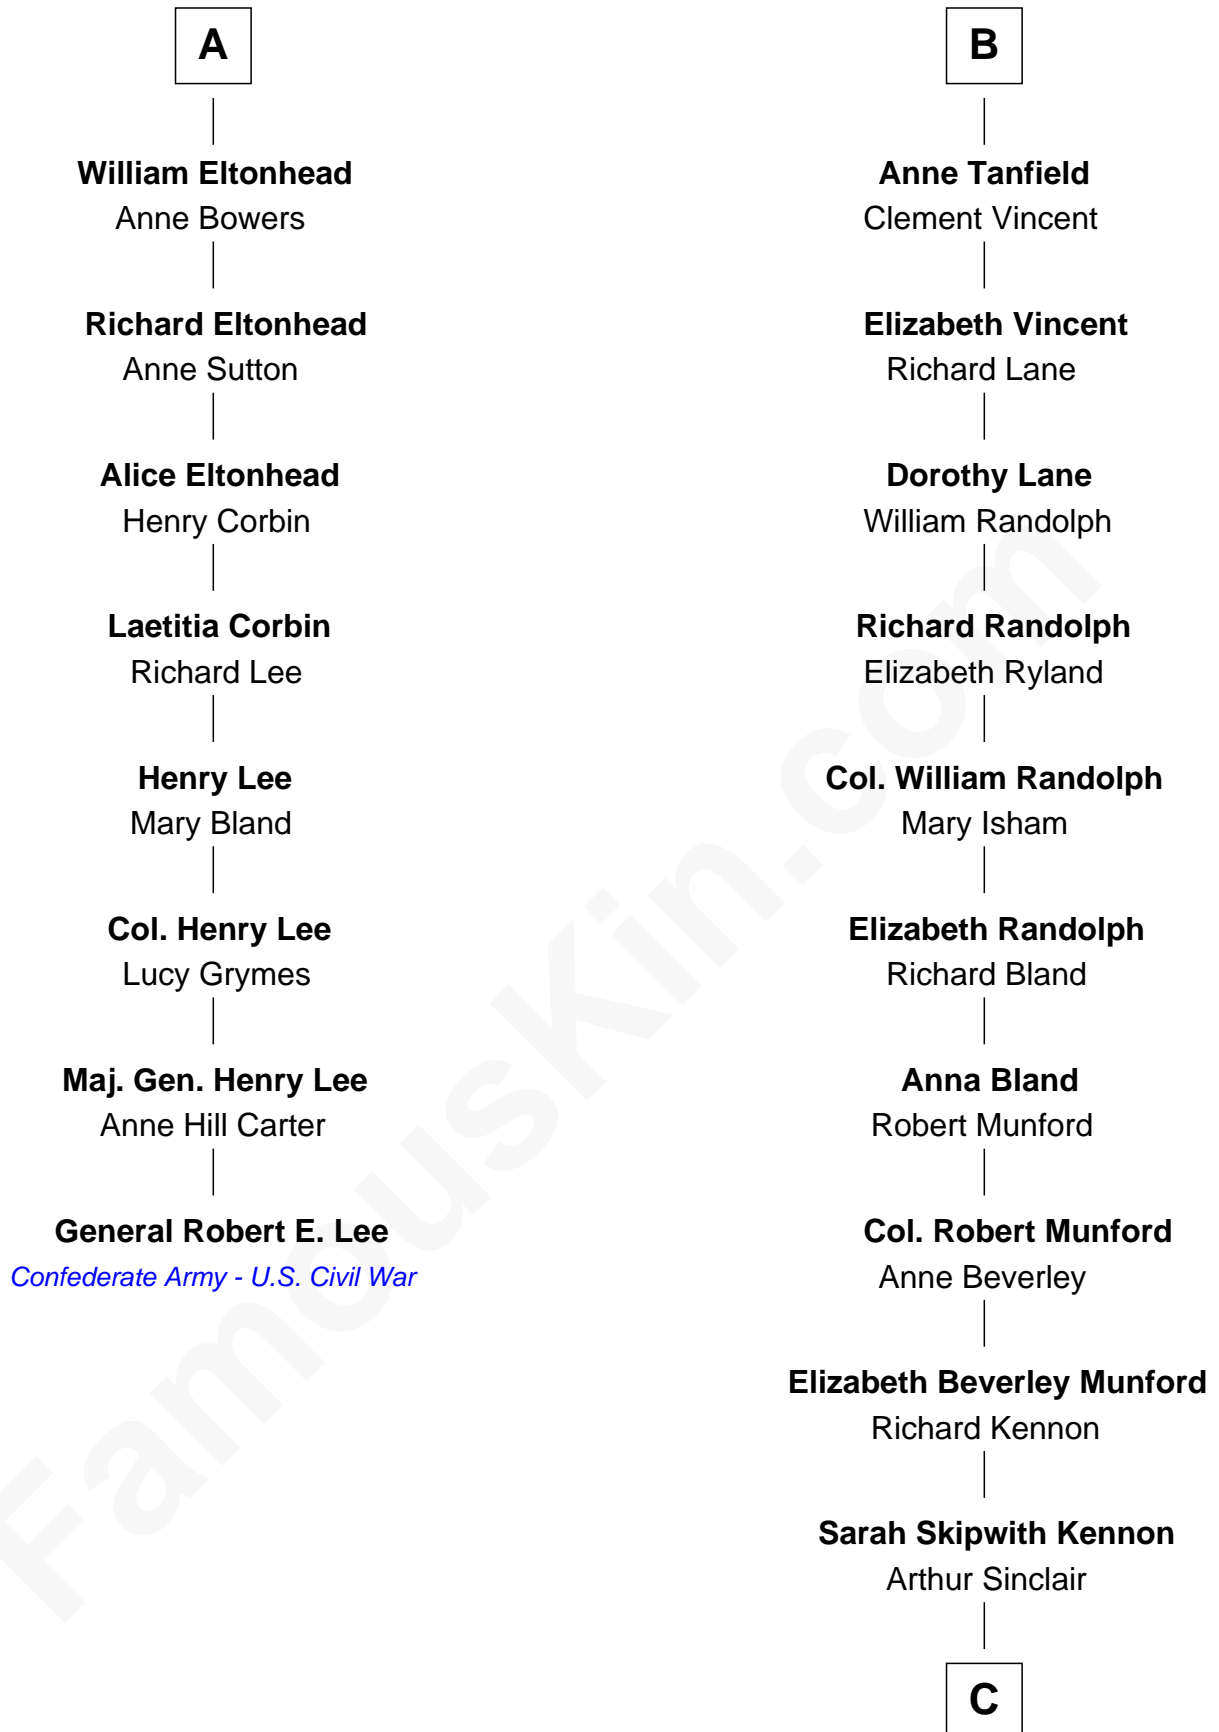 A
William Eltonhead
Anne Bowers
Richard Eltonhead
Anne Sutton
Alice Eltonhead
Henry Corbin
Laetitia Corbin
Richard Lee
Henry Lee
Mary Bland
Col. Henry Lee
Lucy Grymes
Maj. Gen. Henry Lee
Anne Hill Carter
General Robert E. Lee
Confederate Army - U.S. Civil War
B
Anne Tanfield
Clement Vincent
Elizabeth Vincent
Richard Lane
Dorothy Lane
William Randolph
Richard Randolph
Elizabeth Ryland
Col. William Randolph
Mary Isham
Elizabeth Randolph
Richard Bland
Anna Bland
Robert Munford
Col. Robert Munford
Anne Beverley
Elizabeth Beverley Munford
Richard Kennon
Sarah Skipwith Kennon
Arthur Sinclair
C
FamousKin.com